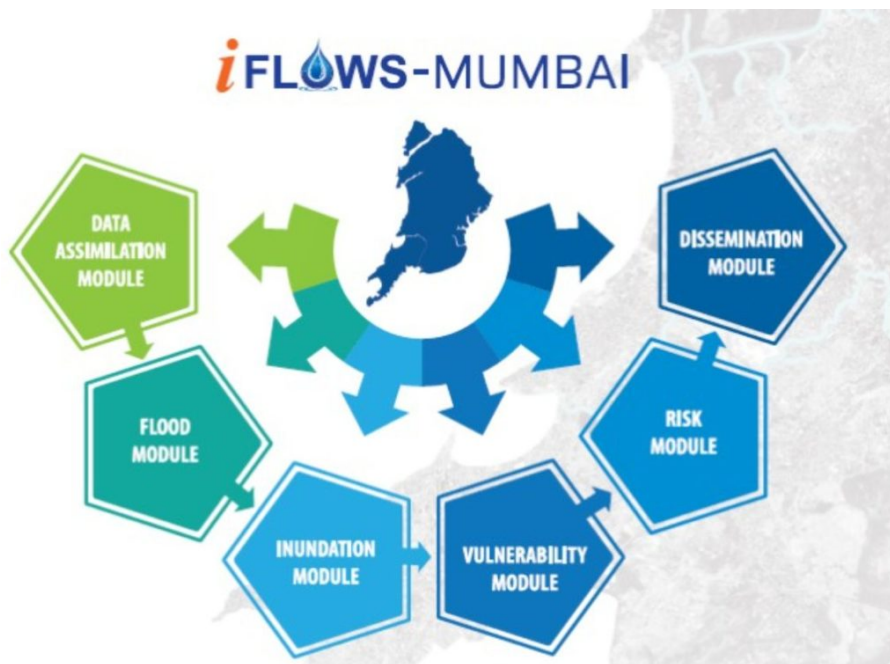 iFLOWS-MUMBAI
DATA
ASSIMILATION
MODULE
FLOOD
MODULE
INUNDATION
MODULE
VULNERABILITY
MODULE
RISK
MODULE
DISSEMINATION
MODULE